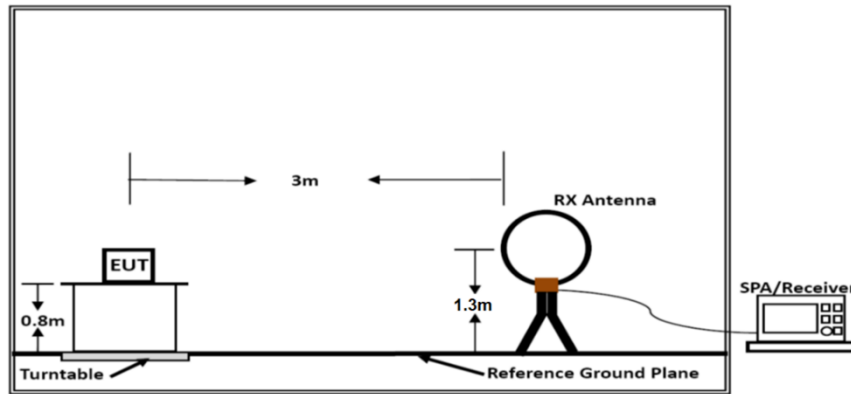 3m
RX Antenna
EUT
0.8m
1.3m
SPA/Receiver
Turntable
Reference Ground Plane